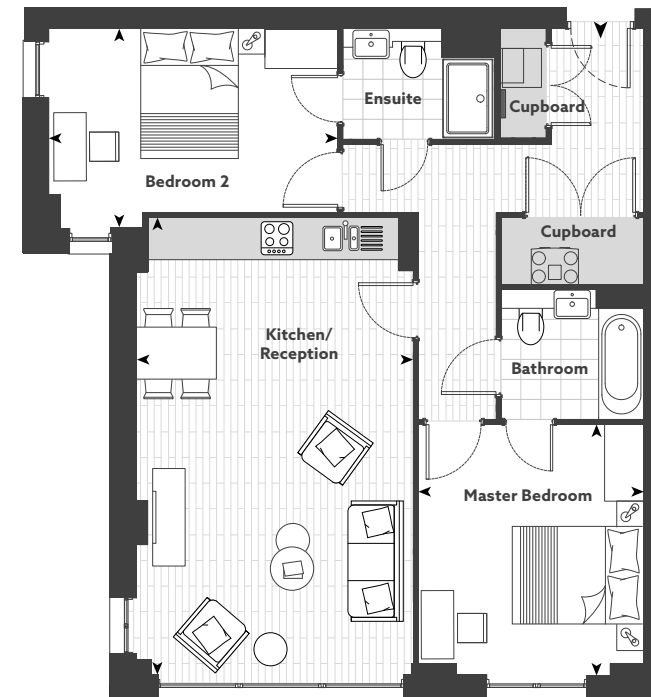 Ensuite
Cupboard
Bedroom 2
Cupboard
Kitchen/
Reception
Bathroom
Master Bedroom